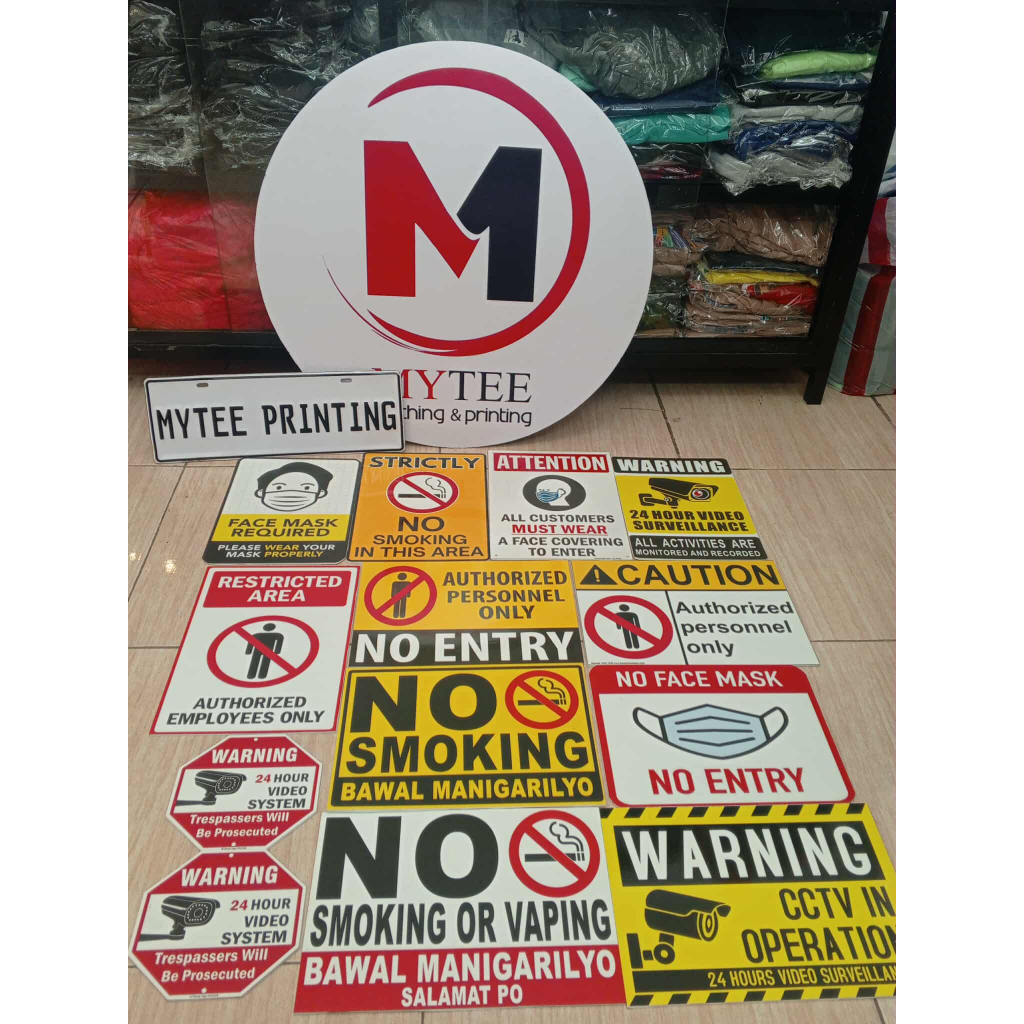 M
MYTEE
thing & printing
MYTEE PRINTING
FACE MASK
REQUIRED
PLEASE WEAR YOUR
MASK PROPERLY
STRICTLY
NO
SMOKING
IN THIS AREA
ATTENTION
ALL CUSTOMERS
MUST WEAR
A FACE COVERING
TO ENTER
WARNING
24 HOUR VIDEO
SURVEILLANCE
ALL ACTIVITIES ARE
MONITORED AND RECORDED
RESTRICTED
AREA
AUTHORIZED
EMPLOYEES ONLY
AUTHORIZED
PERSONNEL
ONLY
NO ENTRY
CAUTION
Authorized
personnel
only
NO SMOKING
BAWAL MANIGARILYO
NO FACE MASK
NO ENTRY
WARNING
24 HOUR
VIDEO
SYSTEM
Trespassers Will
Be Prosecuted
WARNING
24 HOUR
VIDEO
SYSTEM
Trespassers Will
Be Prosecuted
NO
SMOKING OR VAPING
BAWAL MANIGARILYO
SALAMAT PO
WARNING
CCTV IN
OPERATION
24 HOURS VIDEO SURVEILLAN